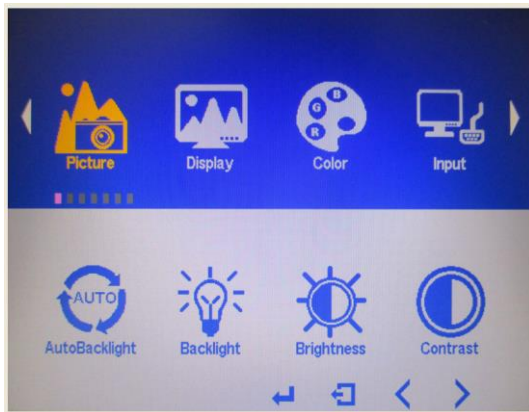 Picture Display Color Input
G B R
AUTO
AutoBacklight Backlight Brightness Contrast